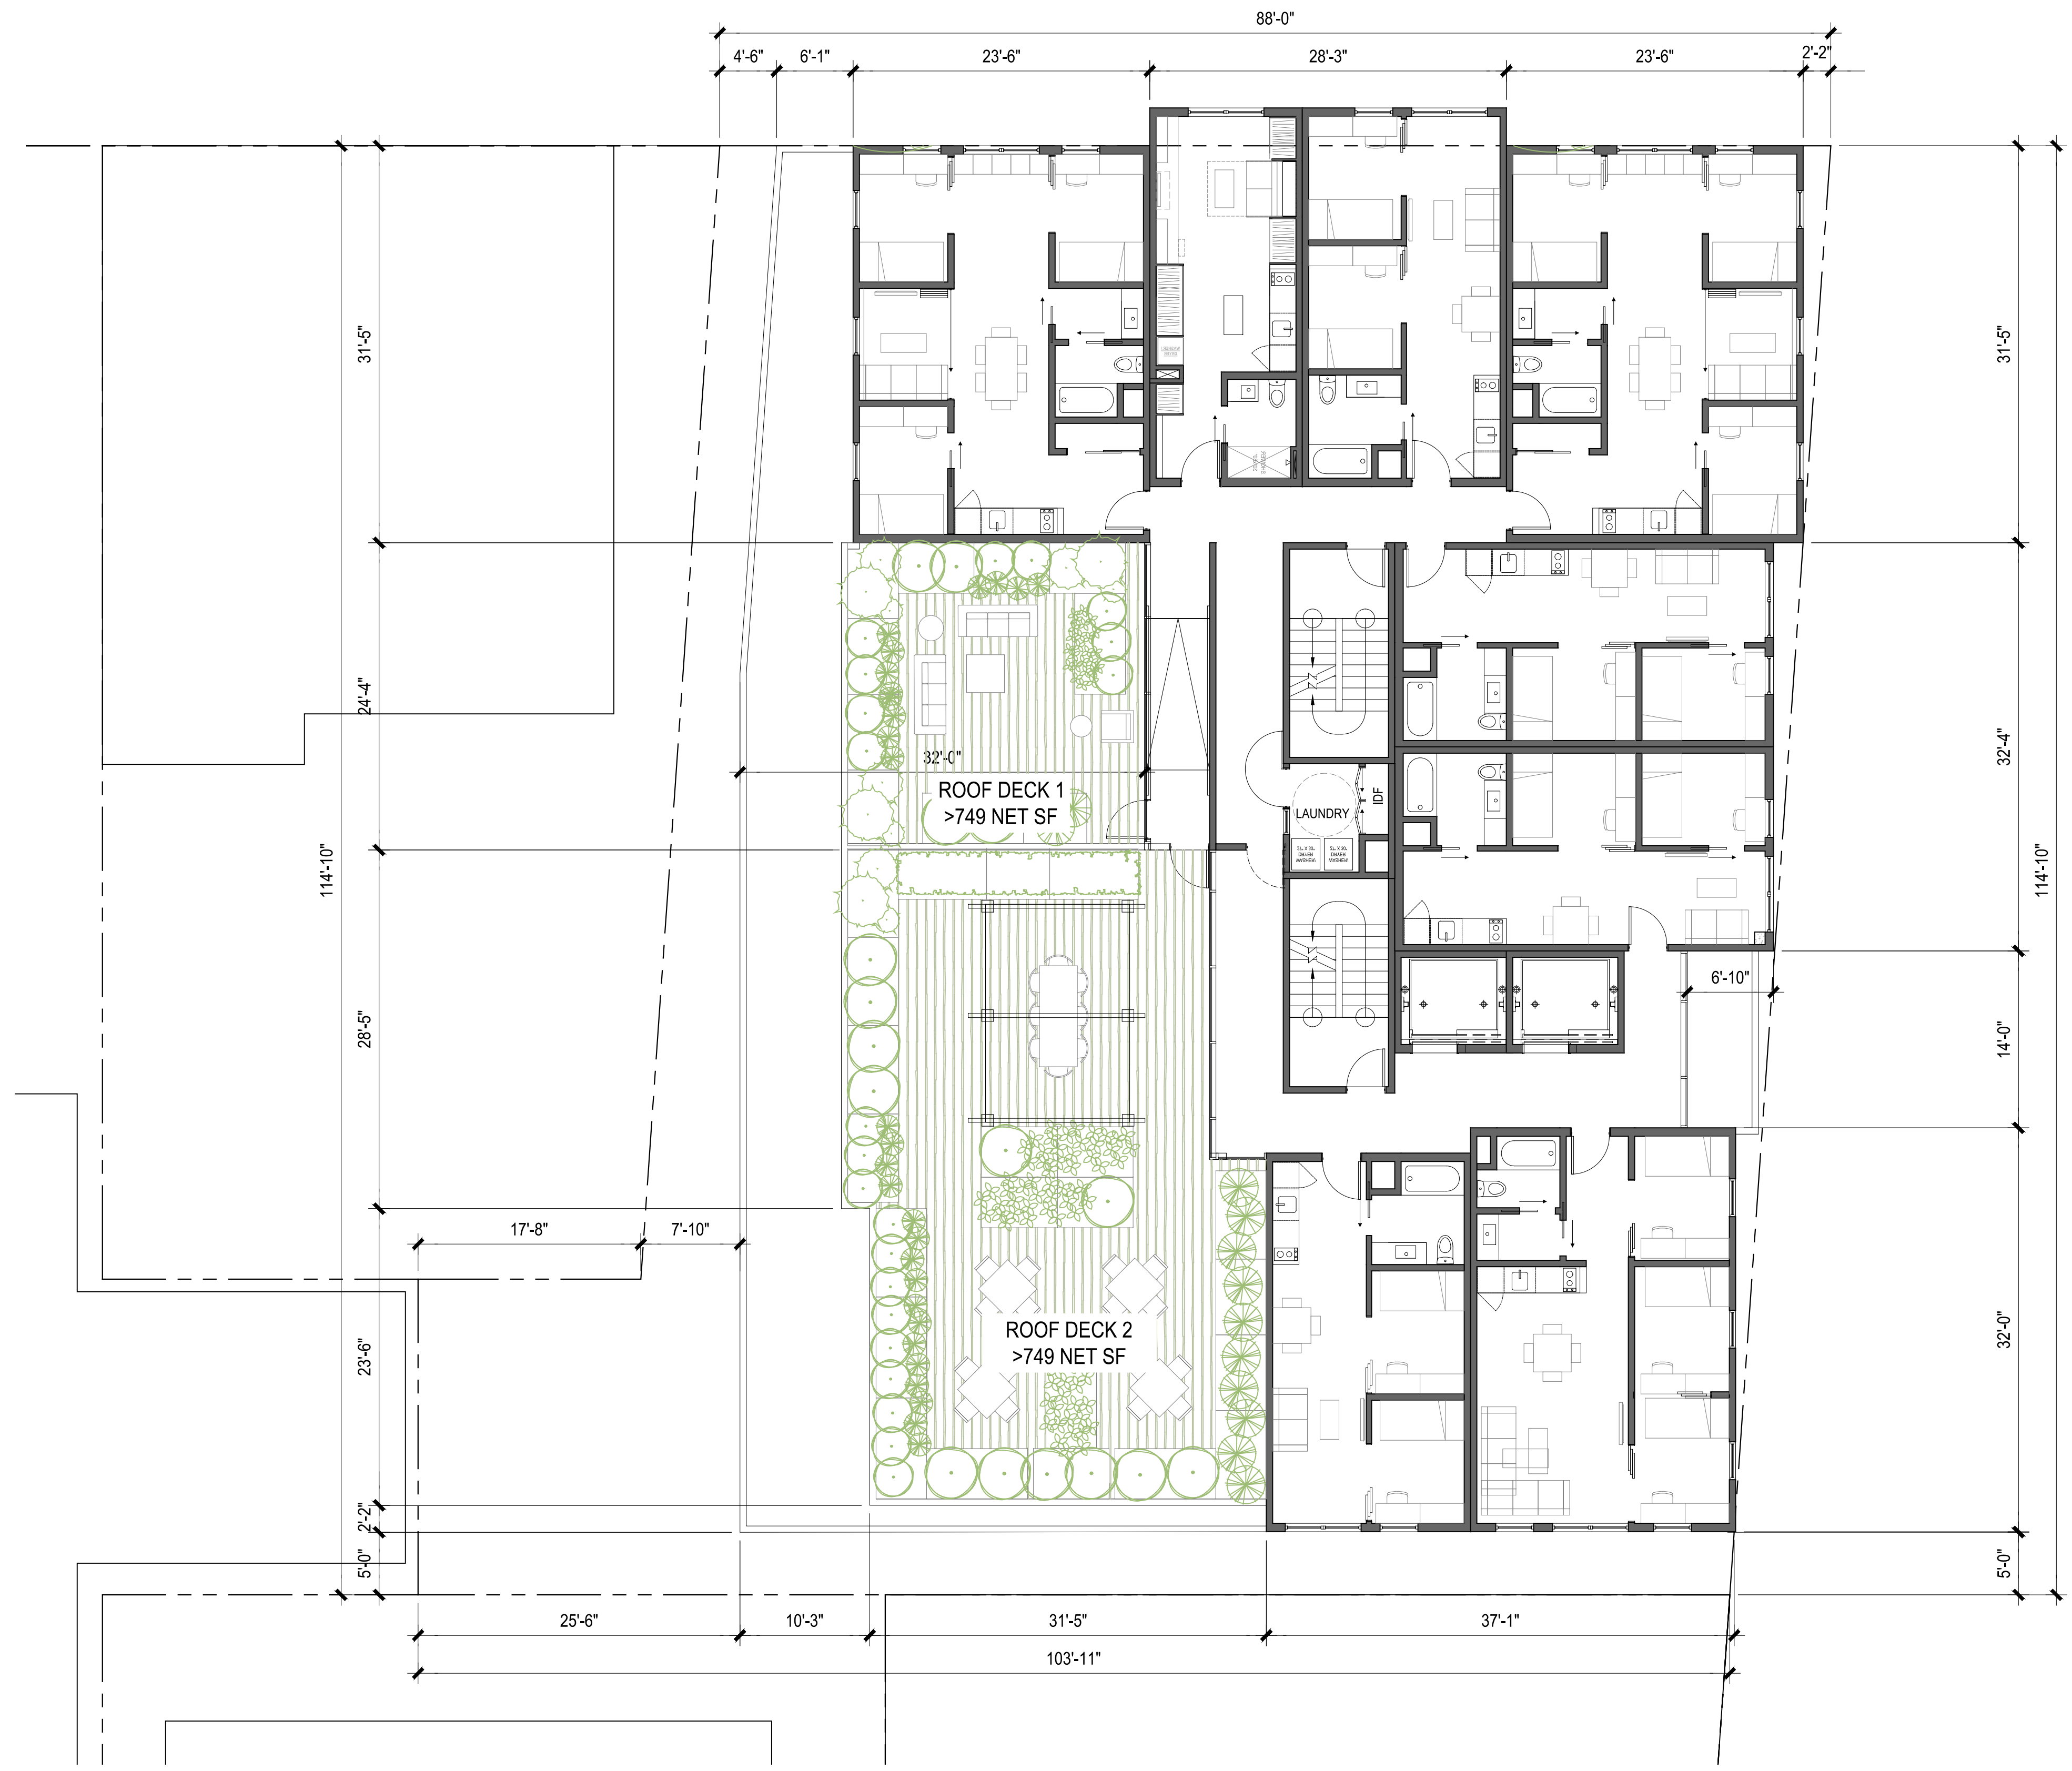 88'-0"
4'-6" 6'-1" 23'-6" 28'-3" 23'-6" 2'-2"
31'-5"
31'-5"
24'-4"
32'-0"
32'-4"
ROOF DECK 1
>749 NET SF
LAUNDRY
IDF
114'-10"
114'-10"
6'-10"
28'-5"
14'-0"
17'-8" 7'-10"
ROOF DECK 2
>749 NET SF
23'-6"
32'-0"
2'-2"
5'-0"
5'-0"
25'-6" 10'-3" 31'-5" 37'-1"
103'-11"